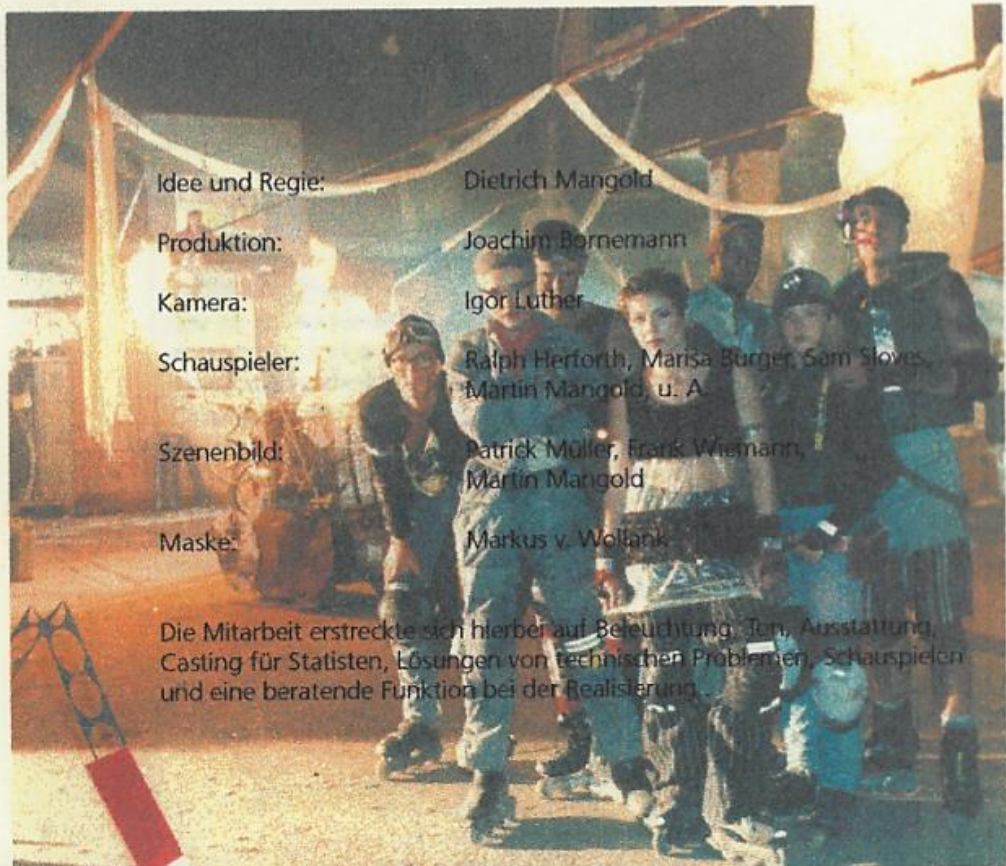 Idee und Regie: Dietrich Mangold
Produktion: Joachim Bornemann
Kamera: Igor Luther
Schauspieler: Ralph Herforth, Marisa Burger, Sam Sloves,
Martin Mangold, u. A.
Szenenbild: Patrick Müller, Frank Wiemann,
Martin Mangold
Maske: Markus v. Wollank
Die Mitarbeit erstreckte sich hierbei auf Beleuchtung, Ton, Ausstattung,
Casting für Statisten, Lösungen von technischen Problemen, Schauspielen
und eine beratende Funktion bei der Realisierung.